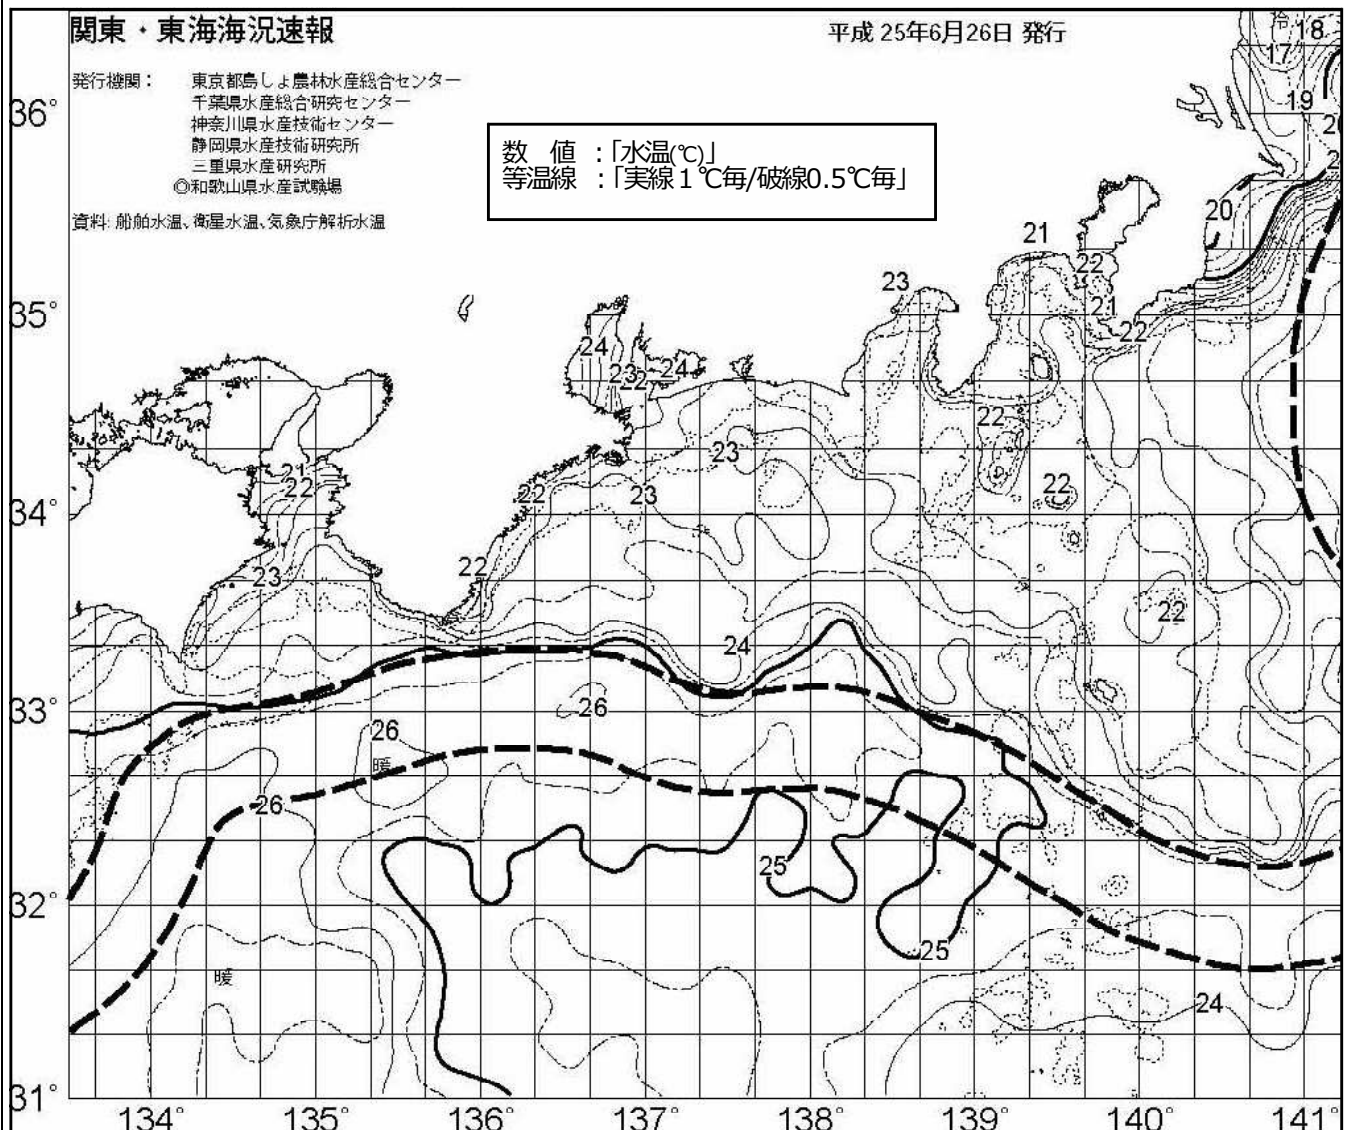 関東・東海海況速報
平成 25年6月26日 発行
発行機関： 東京都島しょ農林水産総合センター
千葉県水産総合研究センター
神奈川県水産技術センター
静岡県水産技術研究所
三重県水産研究所
◎和歌山県水産試験場
資料: 船舶水温、衛星水温、気象庁解析水温
数　値　：「水温(℃)」
等温線　：「実線１℃毎/破線0.5℃毎」
冷
18
17
19
20
21
23
22
21
22
24
23
22
24
22
23
21
22
22
23
22
22
23
22
24
26
26
暖
26
25
25
暖
24
36°
35°
34°
33°
32°
31°
134° 135° 136° 137° 138° 139° 140° 141°